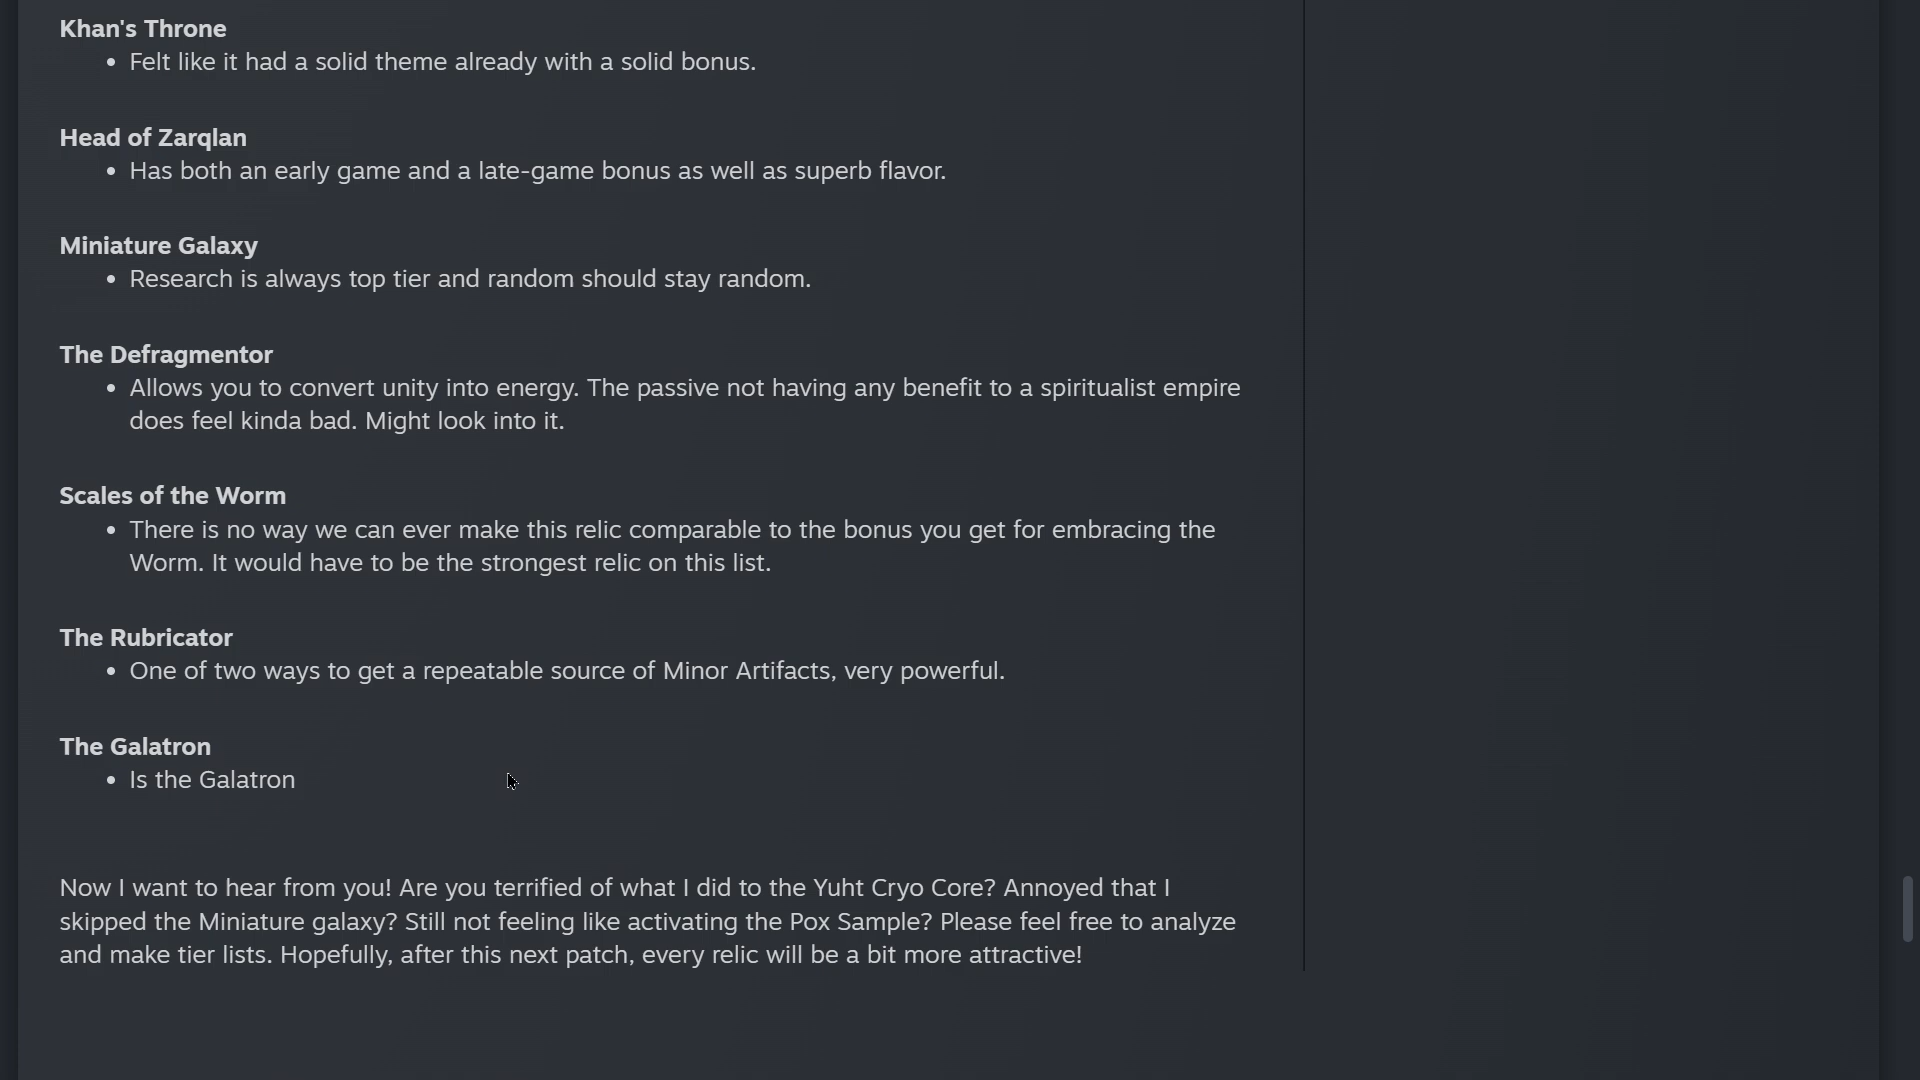 Khan's Throne
• Felt like it had a solid theme already with a solid bonus.
Head of Zarqlan
• Has both an early game and a late-game bonus as well as superb flavor.
Miniature Galaxy
• Research is always top tier and random should stay random.
The Defragmentor
• Allows you to convert unity into energy. The passive not having any benefit to a spiritualist empire
does feel kinda bad. Might look into it.
Scales of the Worm
• There is no way we can ever make this relic comparable to the bonus you get for embracing the
Worm. It would have to be the strongest relic on this list.
The Rubricator
• One of two ways to get a repeatable source of Minor Artifacts, very powerful.
The Galatron
• Is the Galatron
Now I want to hear from you! Are you terrified of what I did to the Yuht Cryo Core? Annoyed that I
skipped the Miniature galaxy? Still not feeling like activating the Pox Sample? Please feel free to analyze
and make tier lists. Hopefully, after this next patch, every relic will be a bit more attractive!